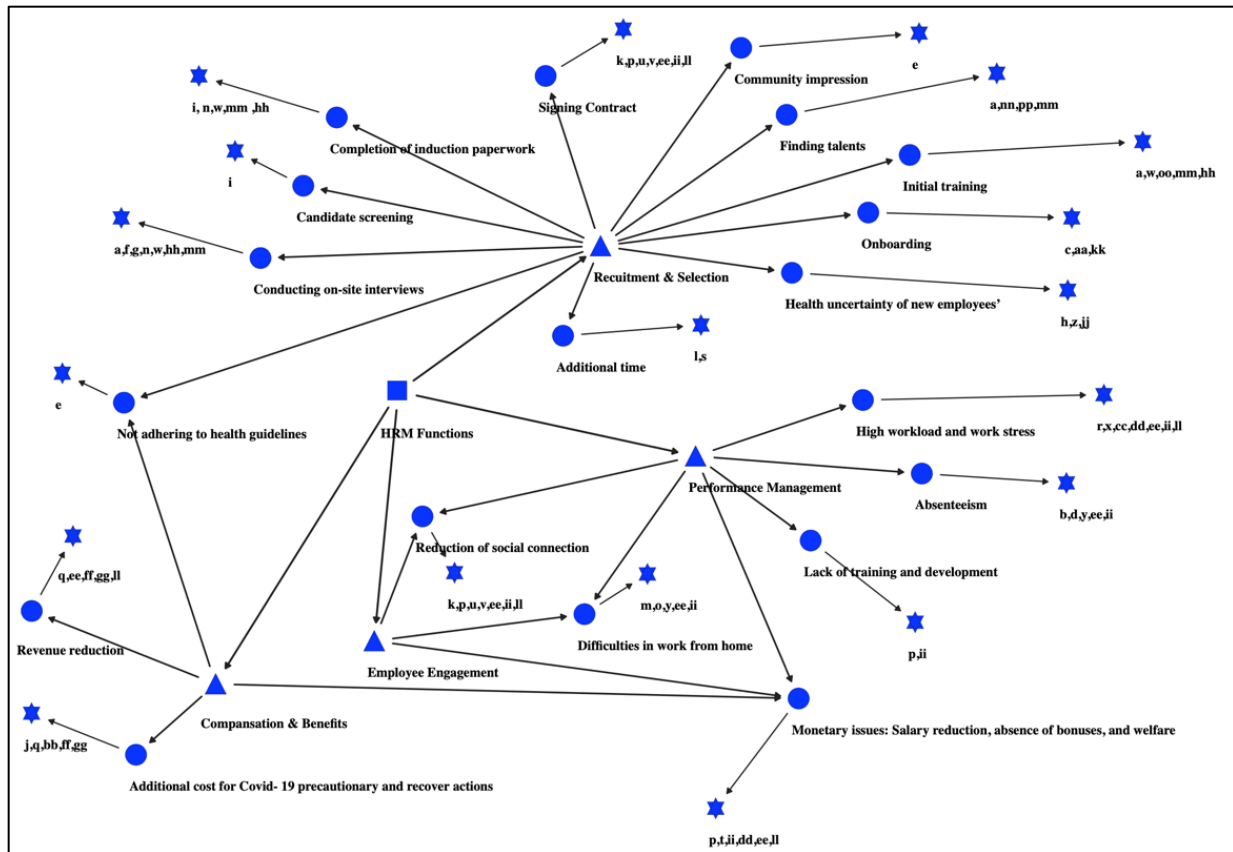 k,p,u,v,ee,ii,ll
e
Community impression
i, n,w,mm ,hh
Signing Contract
a,nn,pp,mm
Completion of induction paperwork
Finding talents
a,w,oo,mm,hh
i
Initial training
Candidate screening
a,f,g,n,w,hh,mm
Onboarding
c,aa,kk
Conducting on-site interviews
Recuitment & Selection
Health uncertainty of new employees’
h,z,jj
l,s
Additional time
e
Not adhering to health guidelines
HRM Functions
High workload and work stress
r,x,cc,dd,ee,ii,ll
Performance Management
Absenteeism
b,d,y,ee,ii
Reduction of social connection
Lack of training and development
q,ee,ff,gg,ll
k,p,u,v,ee,ii,ll
m,o,y,ee,ii
Revenue reduction
Difficulties in work from home
p,ii
Employee Engagement
Compansation & Benefits
Monetary issues: Salary reduction, absence of bonuses, and welfare
j,q,bb,ff,gg
Additional cost for Covid- 19 precautionary and recover actions
p,t,ii,dd,ee,ll